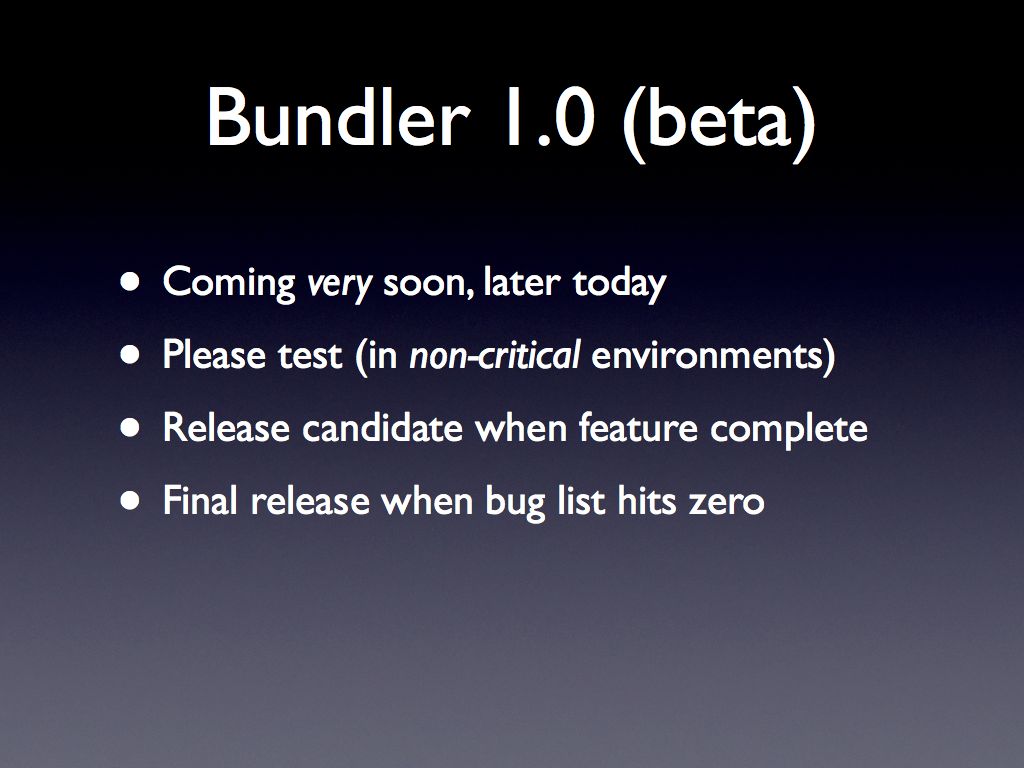 Bundler 1.0 (beta)
• Coming very soon, later today
• Please test (in non-critical environments)
• Release candidate when feature complete
• Final release when bug list hits zero